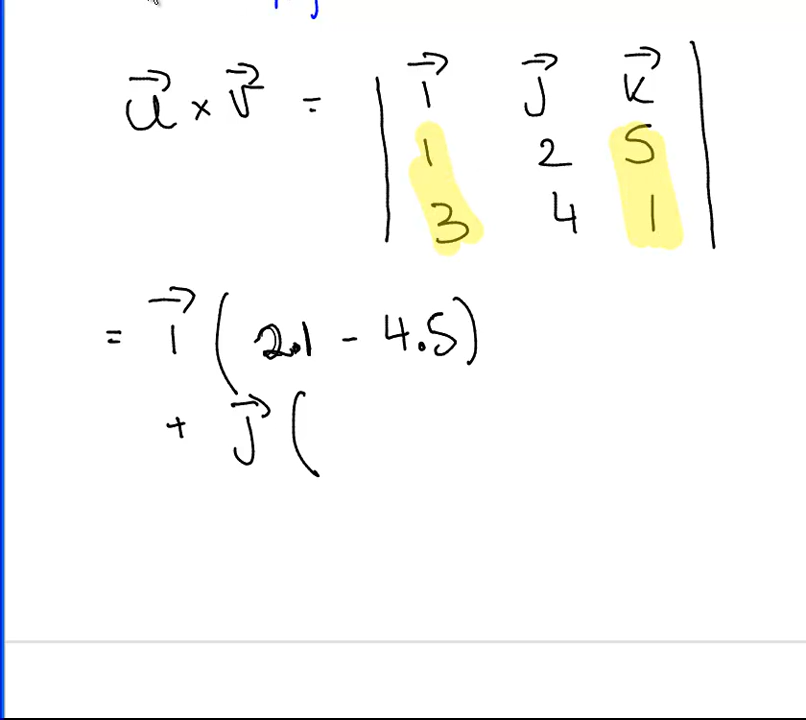 u⃗ × v⃗ = | i⃗ j⃗ k⃗ |
1 2 5
3 4 1
= i⃗ ( 2.1 - 4.5 )
+ j⃗ (